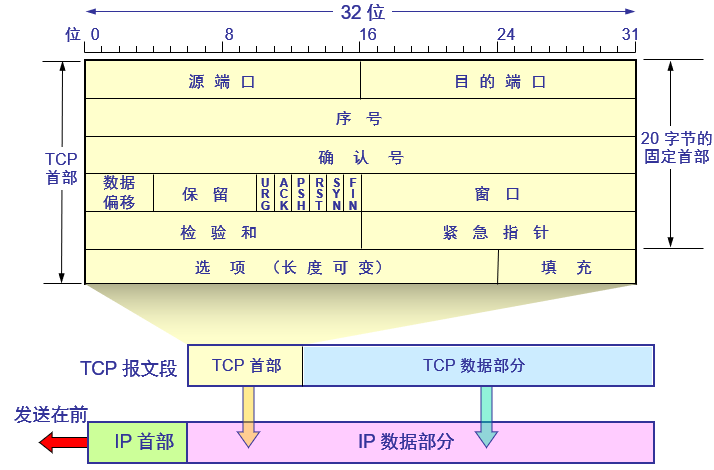 32 位
位 0 8 16 24 31
源 端 口 目 的 端 口
序 号
TCP
首部
20 字节的
固定首部
确 认 号
数据
偏移
保 留
URG
ACK
PSH
RST
SYN
FIN
窗 口
检 验 和 紧 急 指 针
选 项 （长 度 可 变） 填 充
TCP 报文段 TCP 首部 TCP 数据部分
发送在前
IP 首部 IP 数据部分